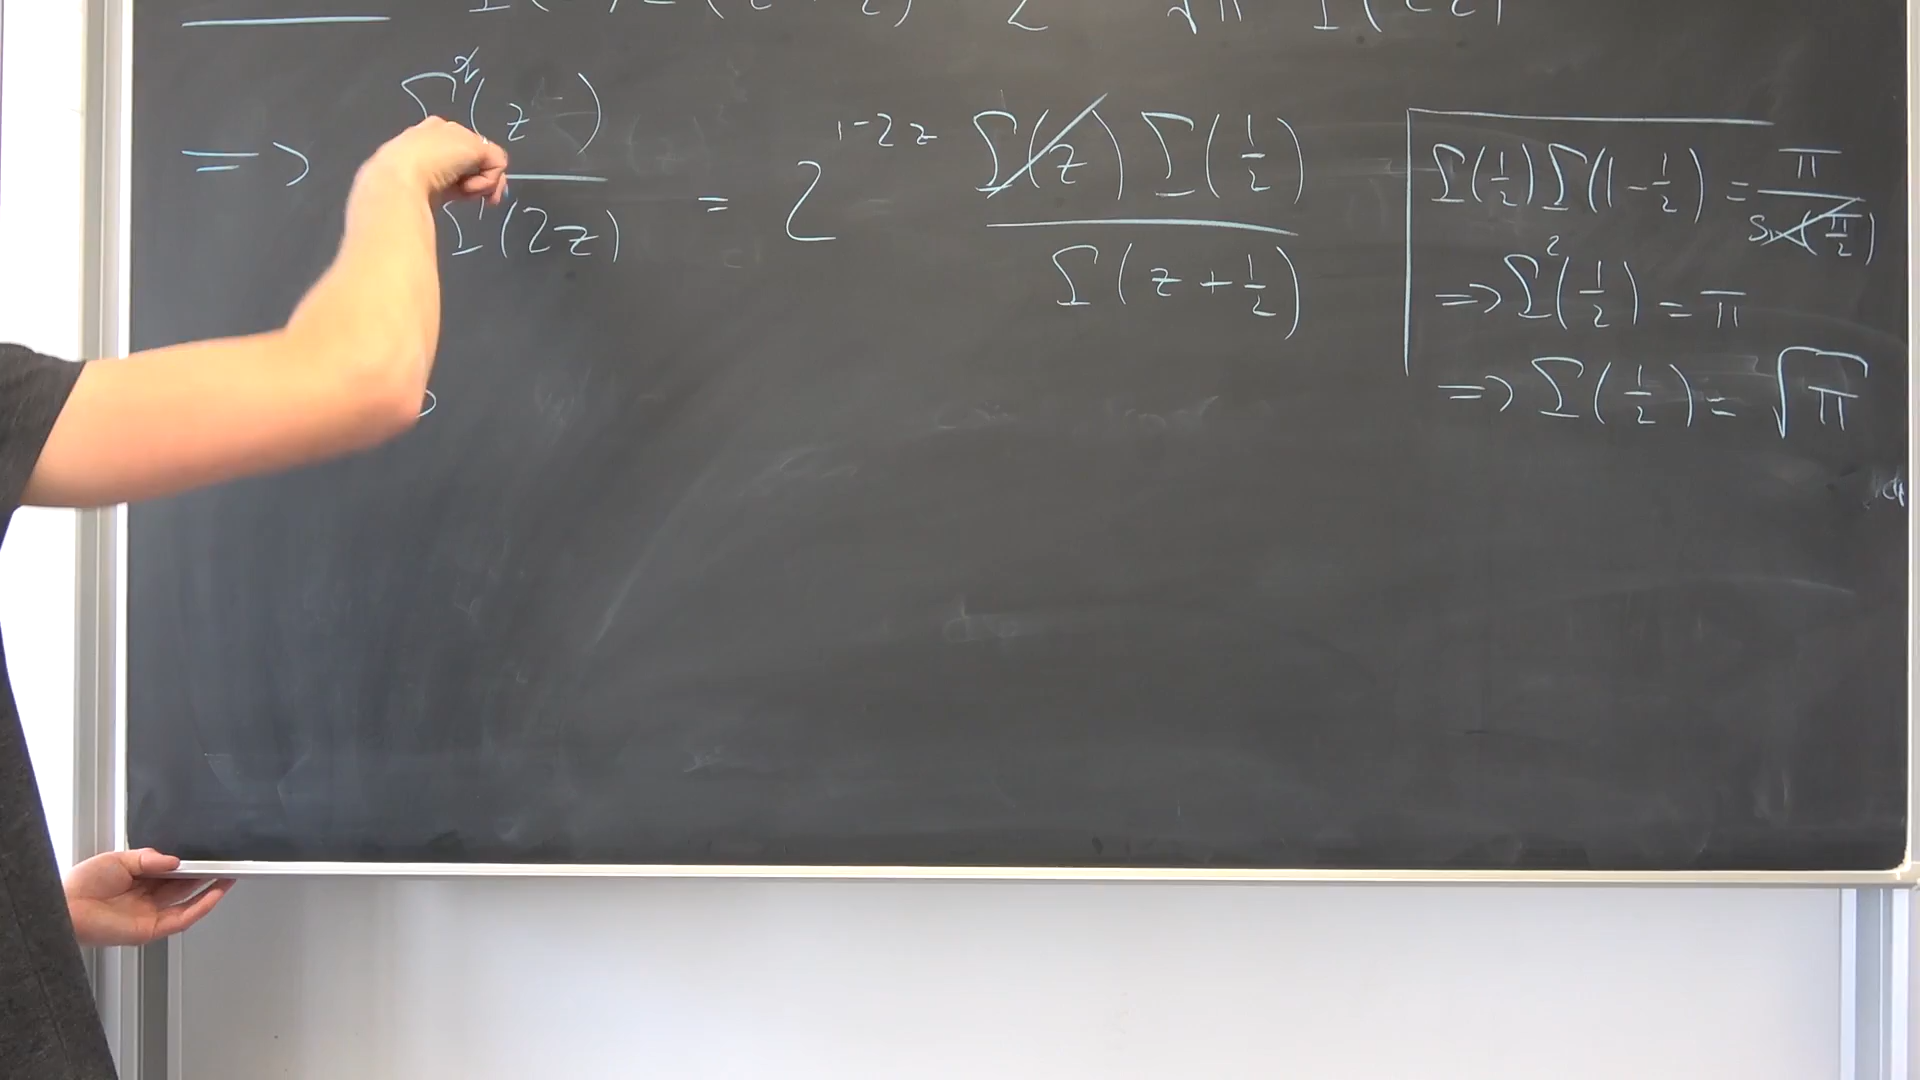 => Γ²(z) / Γ(2z) = 2^{1-2z} Γ(z) Γ(1/2) / Γ(z + 1/2)
Γ(1/2) Γ(1 - 1/2) = π / sin(π/2)
=> Γ²(1/2) = π
=> Γ(1/2) = √π